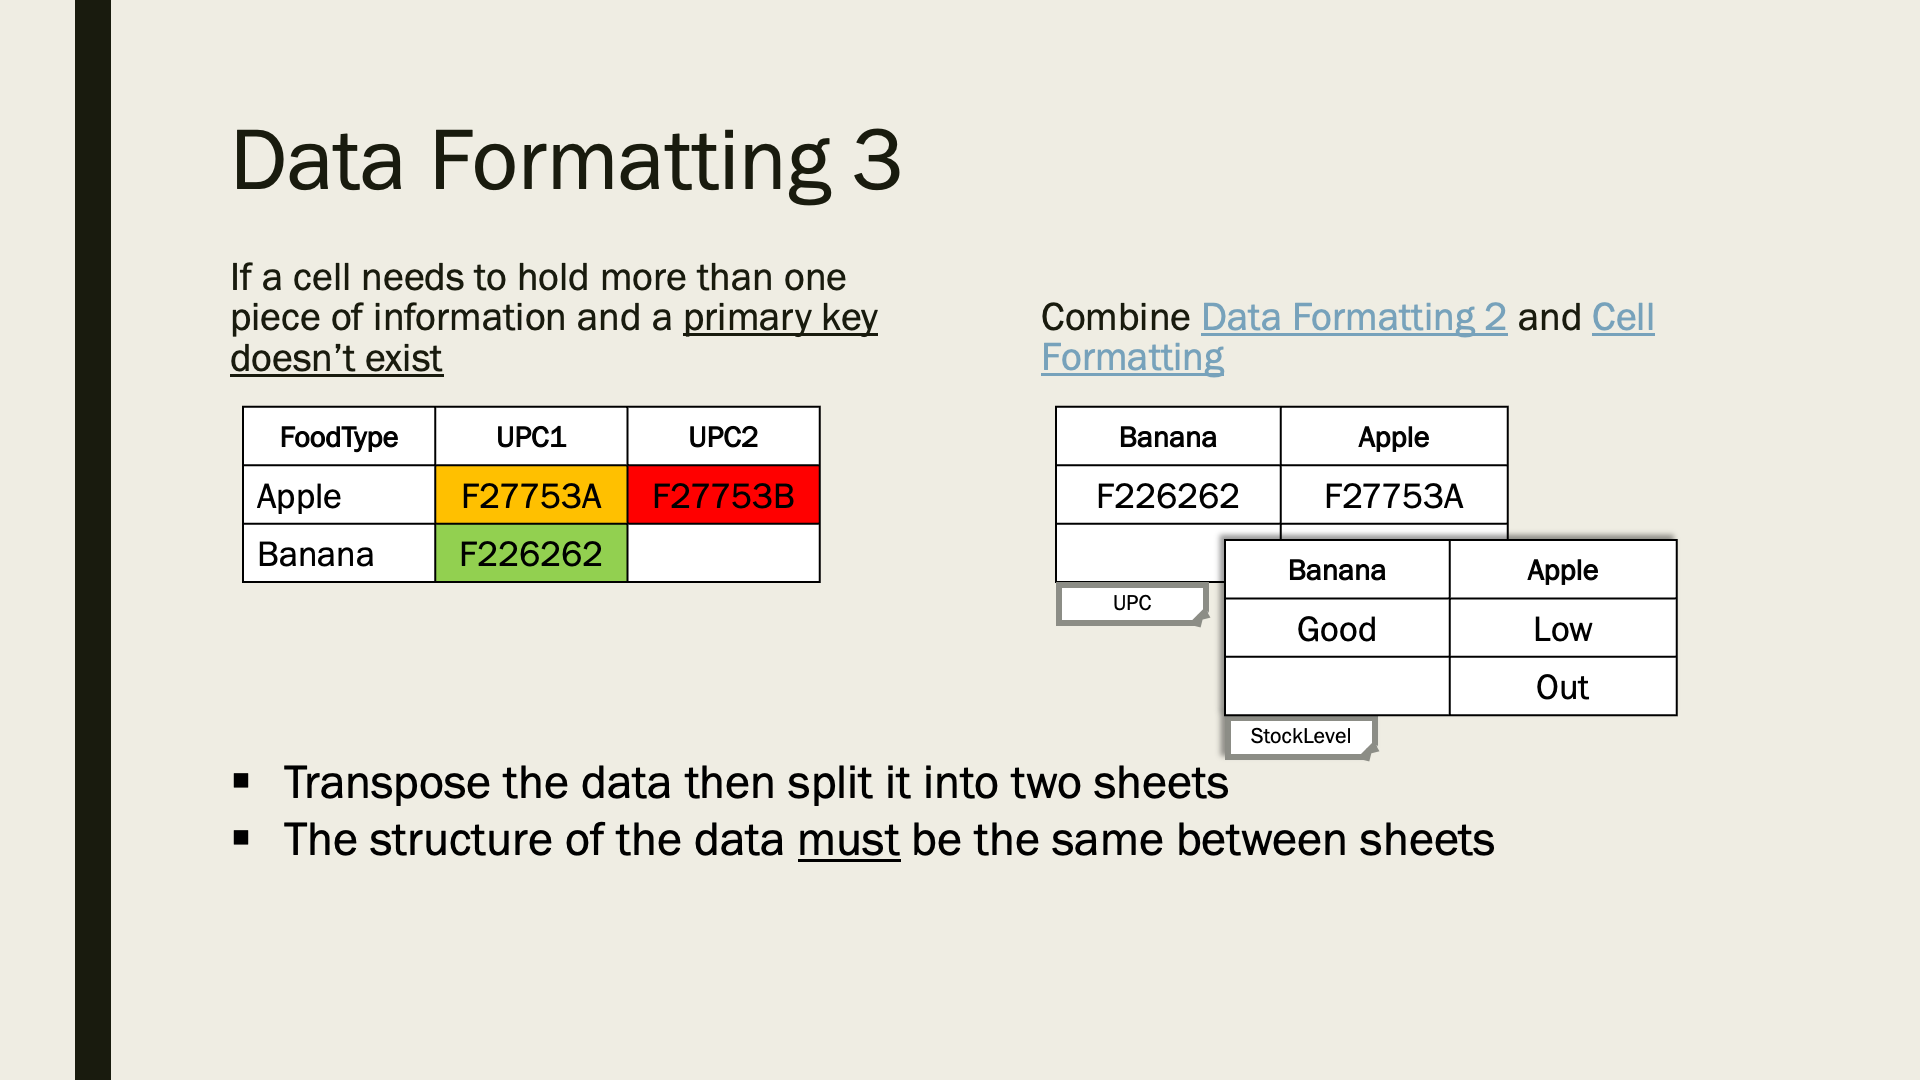 Data Formatting 3
If a cell needs to hold more than one
piece of information and a primary key
doesn’t exist
FoodType UPC1 UPC2
Apple F27753A F27753B
Banana F226262
Combine Data Formatting 2 and Cell
Formatting
Banana Apple
F226262 F27753A
UPC
Banana Apple
Good Low
Out
StockLevel
▪ Transpose the data then split it into two sheets
▪ The structure of the data must be the same between sheets